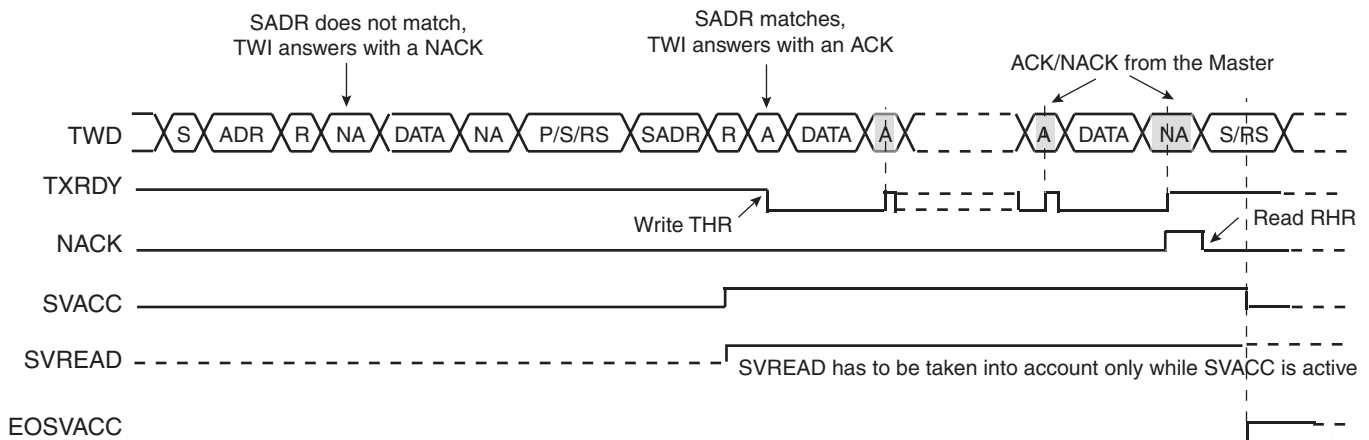 SADR does not match,
TWI answers with a NACK
SADR matches,
TWI answers with an ACK
ACK/NACK from the Master
TWD S ADR R NA DATA NA P/S/RS SADR R A DATA A A DATA NA S/RS
TXRDY
Write THR
Read RHR
NACK
SVACC
SVREAD
SVREAD has to be taken into account only while SVACC is active
EOSVACC